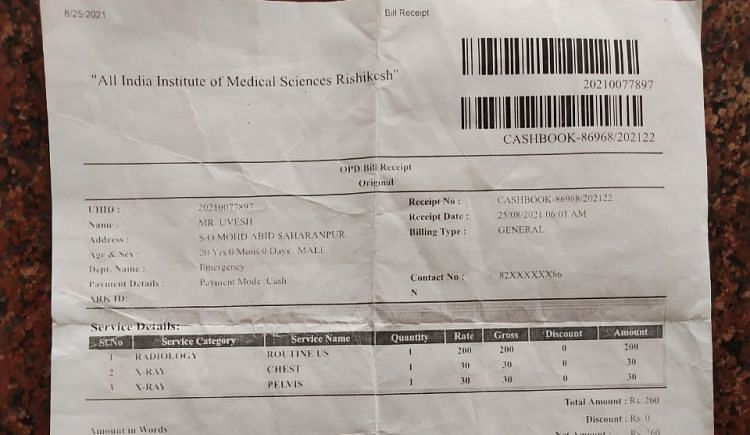 8/25/2021 Bill Receipt
"All India Institute of Medical Sciences Rishikesh"
20210077897
CASHBOOK-86968/202122
OPD Bill Receipt
Original
UHID : 20210077897 Receipt No : CASHBOOK-86968/202122
Name : MR. UVESH Receipt Date : 25/08/2021 06:01 AM
Address : S/O MOHD ABID SAHARANPUR Billing Type : GENERAL
Age & Sex : 20 Yrs 0 Mons 0 Days MALE
Dept. Name : Emergency Contact No : 82XXXXXX86
Payment Details : Payment Mode :Cash N
ARK ID:
Service Details:
Sl.No Service Category Service Name Quantity Rate Gross Discount Amount
1 RADIOLOGY ROUTINE US 1 200 200 0 200
2 X-RAY CHEST 1 30 30 0 30
3 X-RAY PELVIS 1 30 30 0 30
Total Amount : Rs. 260
Discount : Rs. 0
Amount in Words Net Amount : Rs. 260